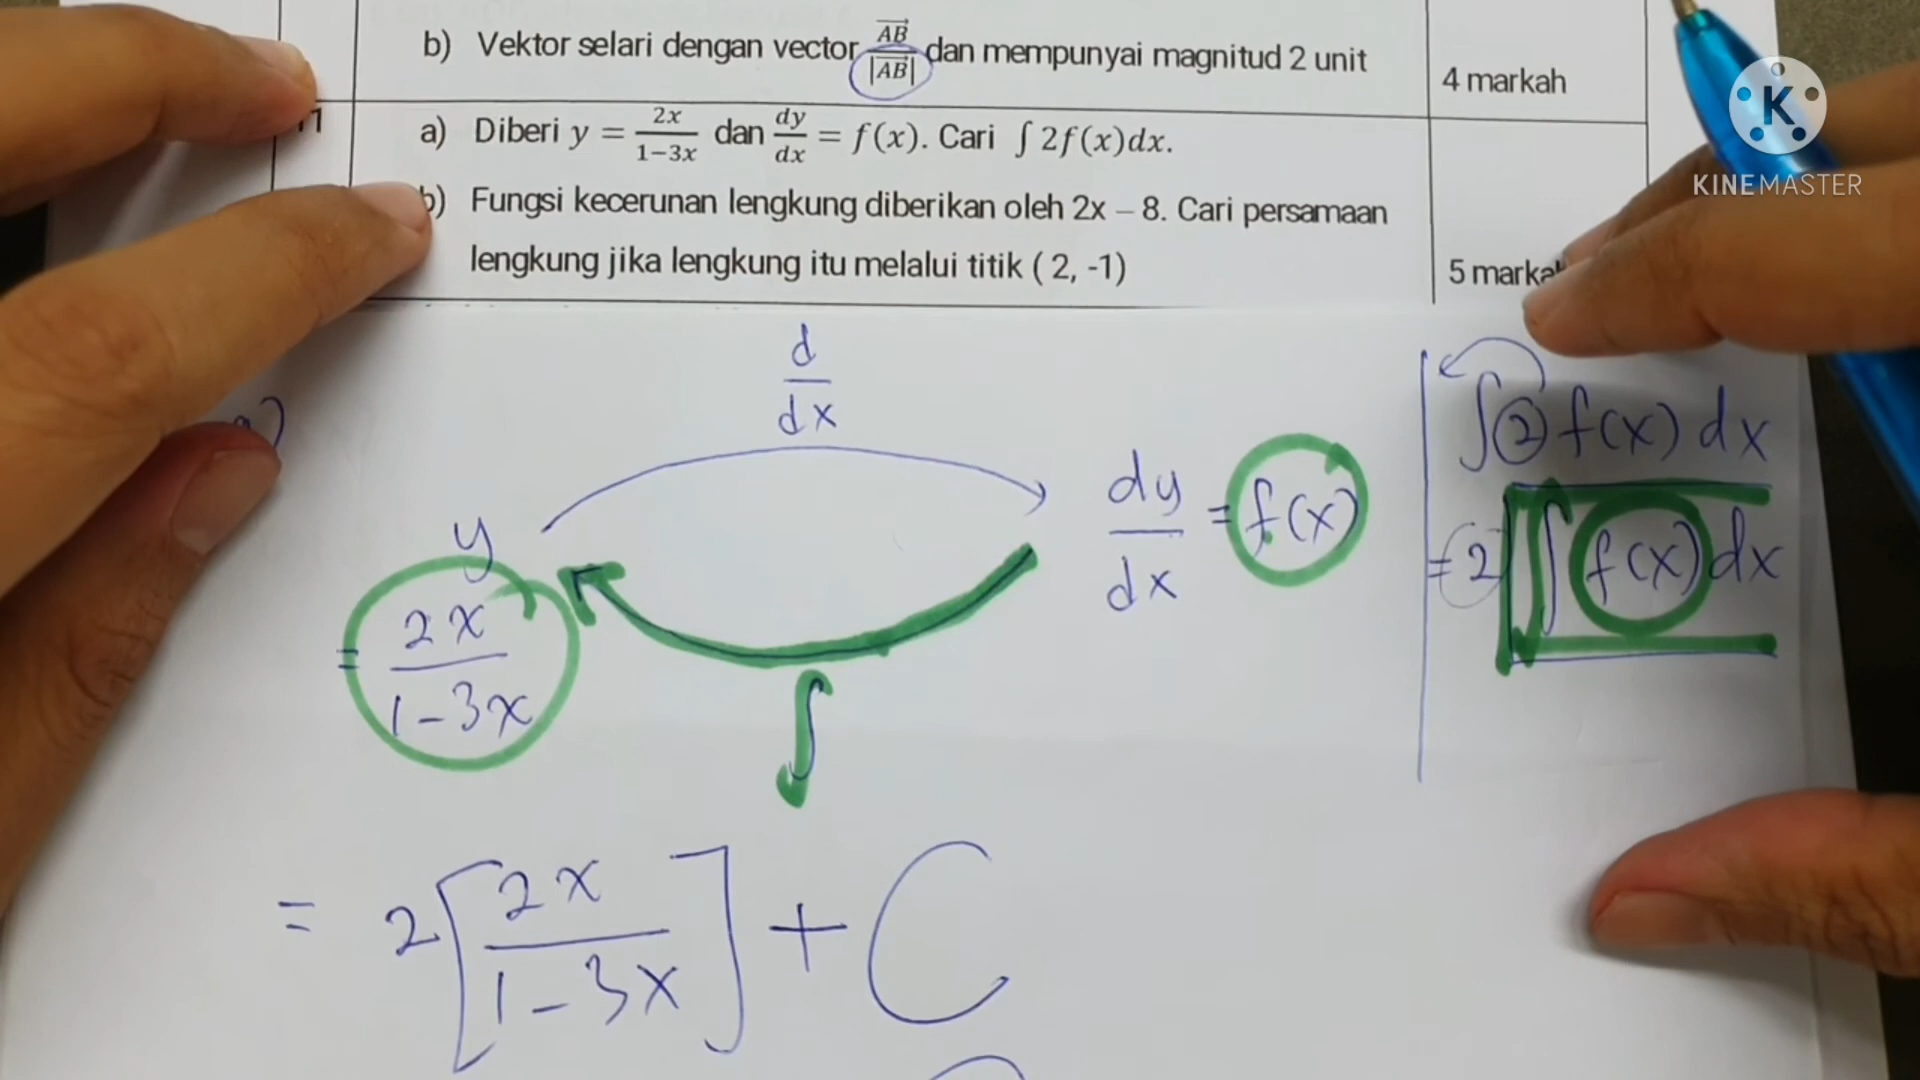 b) Vektor selari dengan vector AB/|AB| dan mempunyai magnitud 2 unit
4 markah
a) Diberi y = 2x/1−3x dan dy/dx = f(x). Cari ∫ 2f(x)dx.
b) Fungsi kecerunan lengkung diberikan oleh 2x – 8. Cari persamaan
lengkung jika lengkung itu melalui titik ( 2, -1)
5 markah
K
KINEMASTER
d/dx
a)
y
= 2x/1-3x
dy/dx = f(x)
∫
∫ 2 f(x) dx
= 2 ∫ f(x) dx
= 2 [2x/1-3x] + C